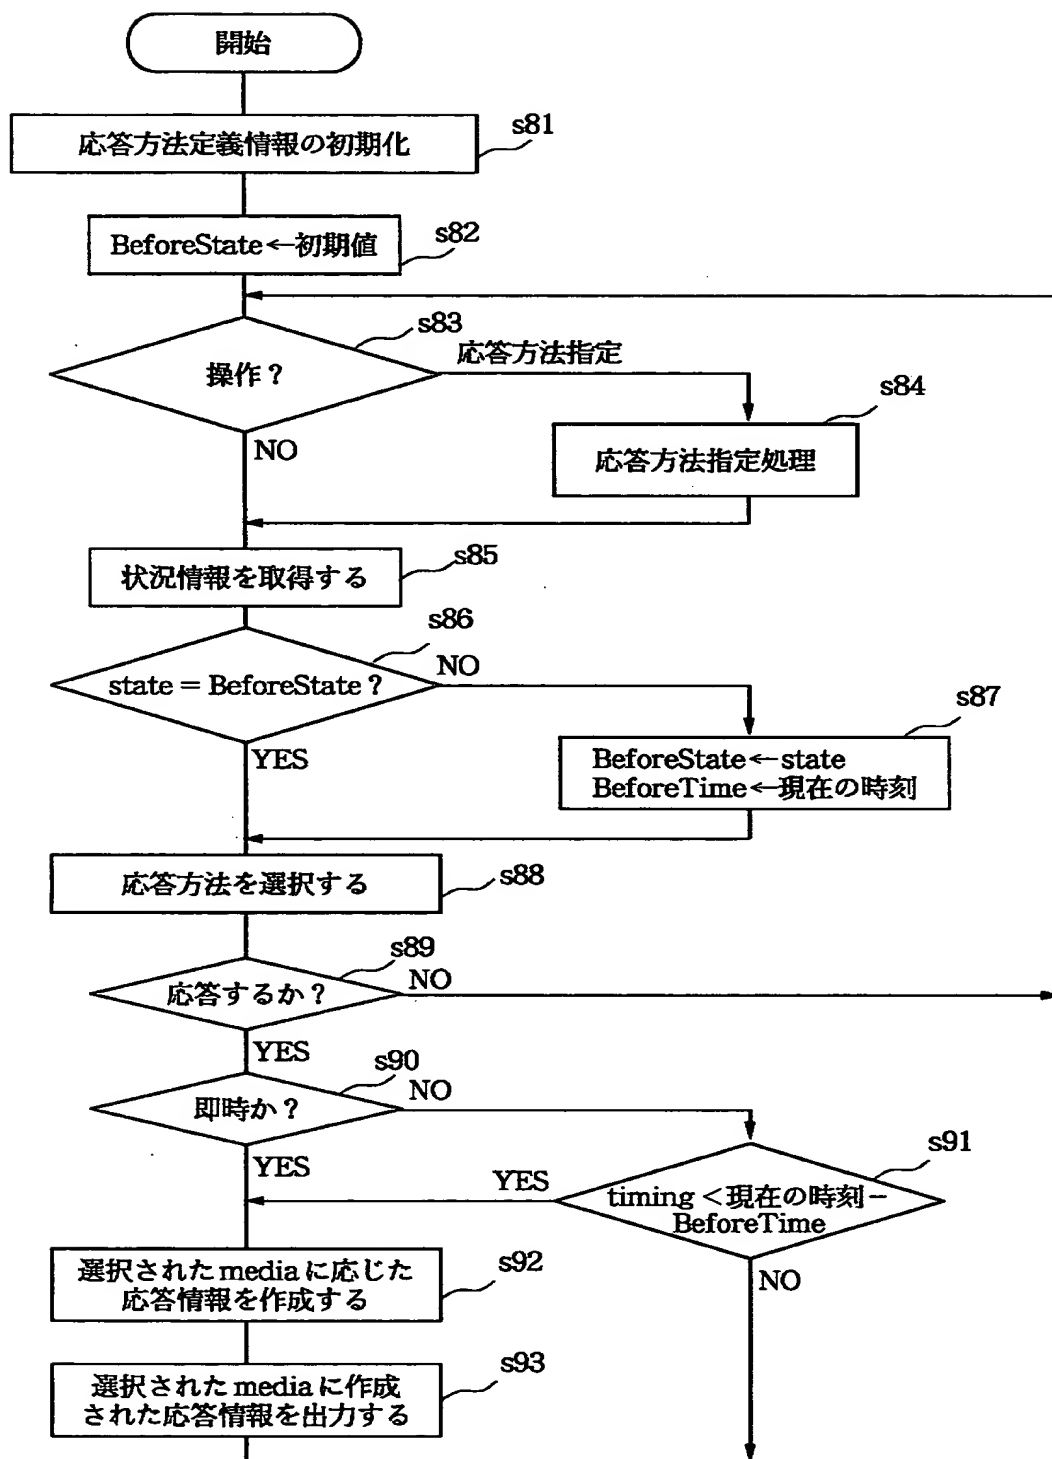 開始
応答方法定義情報の初期化
s81
BeforeState←初期値
s82
s83
操作？
応答方法指定
NO
s84
応答方法指定処理
状況情報を取得する
s85
s86
state = BeforeState？
NO
YES
s87
BeforeState←state
BeforeTime←現在の時刻
応答方法を選択する
s88
s89
応答するか？
NO
YES
s90
即時か？
NO
YES
s91
timing＜現在の時刻−
BeforeTime
YES
NO
選択されたmediaに応じた
応答情報を作成する
s92
選択されたmediaに作成
された応答情報を出力する
s93